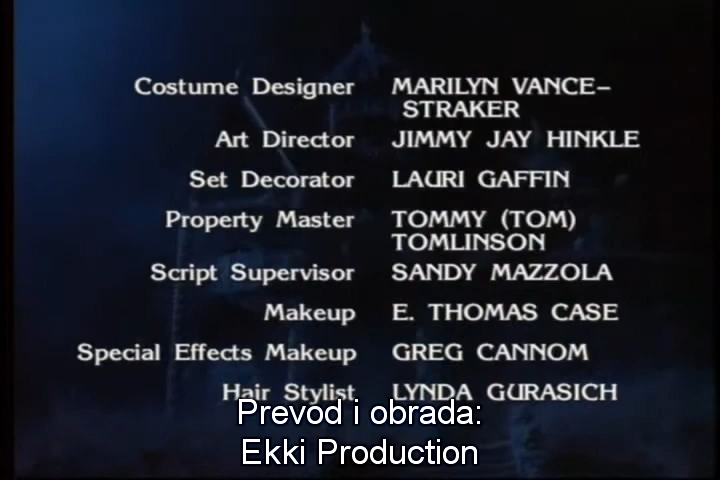 Costume Designer MARILYN VANCE-
STRAKER
Art Director JIMMY JAY HINKLE
Set Decorator LAURI GAFFIN
Property Master TOMMY (TOM)
TOMLINSON
Script Supervisor SANDY MAZZOLA
Makeup E. THOMAS CASE
Special Effects Makeup GREG CANNOM
Hair Stylist LYNDA GURASICH
Prevod i obrada:
Ekki Production